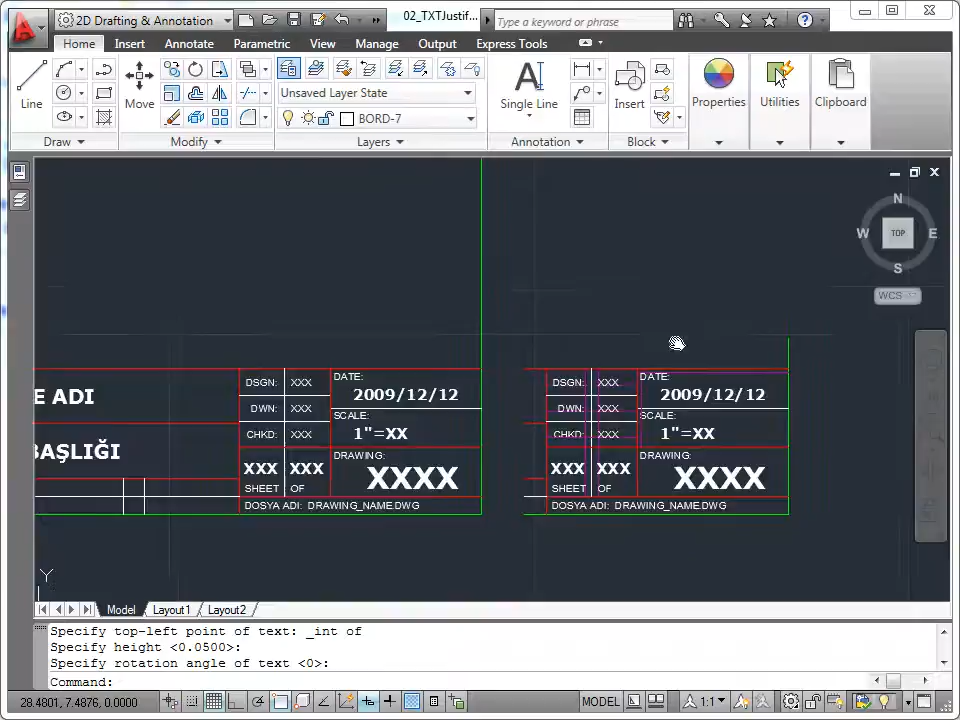 2D Drafting & Annotation 02_TXTJustif... Type a keyword or phrase
Home Insert Annotate Parametric View Manage Output Express Tools
Line Move Unsaved Layer State BORD-7 Single Line Insert Properties Utilities Clipboard
Draw Modify Layers Annotation Block
N
W TOP E
S
WCS
E ADI
BAŞLIĞI
DSGN: XXX DATE: 2009/12/12
DWN: XXX SCALE:
CHKD: XXX 1"=XX
XXX XXX DRAWING: XXXX
SHEET OF
DOSYA ADI: DRAWING_NAME.DWG
DSGN: XXX DATE: 2009/12/12
DWN: XXX SCALE:
CHKD: XXX 1"=XX
XXX XXX DRAWING: XXXX
SHEET OF
DOSYA ADI: DRAWING_NAME.DWG
Y
Model Layout1 Layout2
Specify top-left point of text: _int of
Specify height <0.0500>:
Specify rotation angle of text <0>:
Command:
28.4801, 7.4876, 0.0000 MODEL 1:1